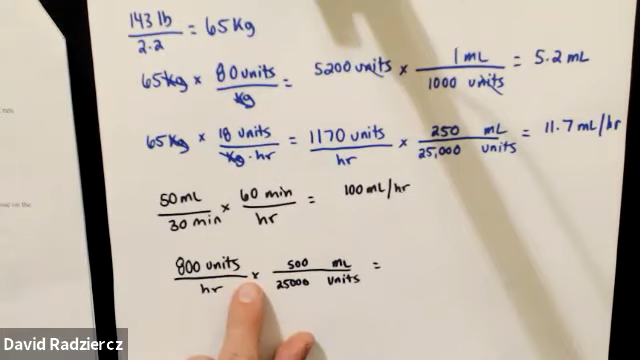 143 lb / 2.2 = 65 Kg
65 kg × 80 units / kg = 5200 units × 1 mL / 1000 units = 5.2 mL
65 kg × 18 units / kg · hr = 1170 units / hr × 250 mL / 25,000 units = 11.7 mL/hr
50 mL / 30 min × 60 min / hr = 100 mL/hr
800 units / hr × 500 mL / 25000 units =
David Radziercz